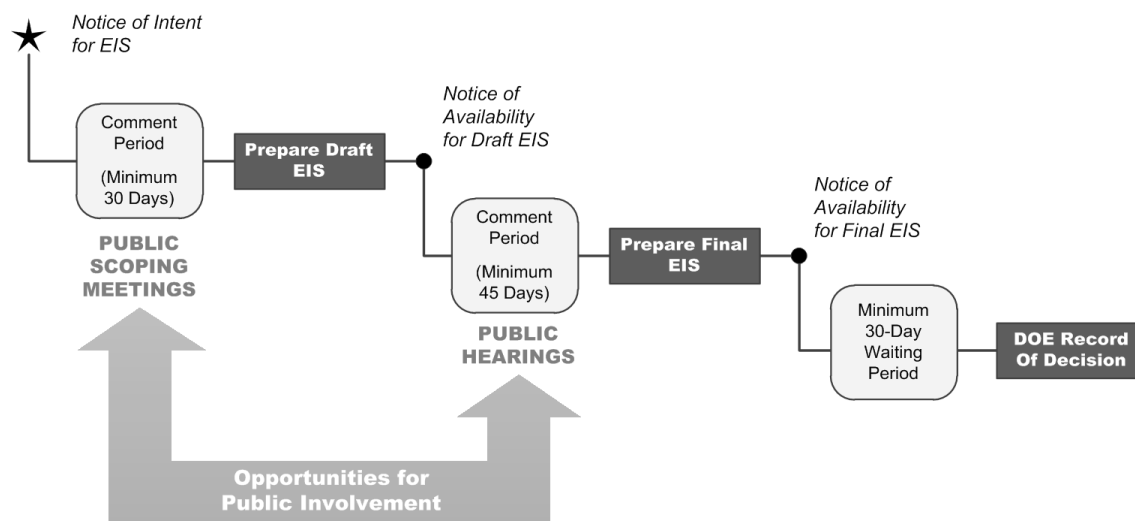 Notice of Intent
for EIS
Comment
Period
(Minimum
30 Days)
PUBLIC
SCOPING
MEETINGS
Prepare Draft
EIS
Notice of
Availability
for Draft EIS
Comment
Period
(Minimum
45 Days)
PUBLIC
HEARINGS
Prepare Final
EIS
Notice of
Availability
for Final EIS
Minimum
30-Day
Waiting
Period
DOE Record
Of Decision
Opportunities for
Public Involvement